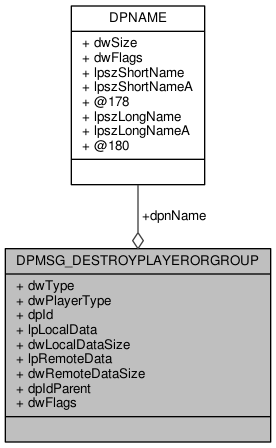 DPNAME
+ dwSize
+ dwFlags
+ lpszShortName
+ lpszShortNameA
+ @178
+ lpszLongName
+ lpszLongNameA
+ @180
+dpnName
DPMSG_DESTROYPLAYERORGROUP
+ dwType
+ dwPlayerType
+ dpId
+ lpLocalData
+ dwLocalDataSize
+ lpRemoteData
+ dwRemoteDataSize
+ dpIdParent
+ dwFlags